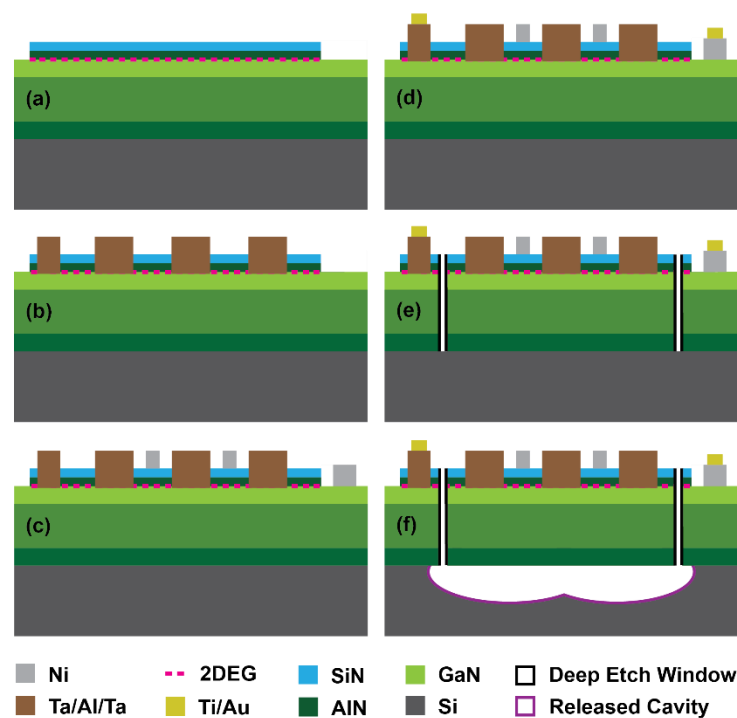 (a)
(d)
(b)
(e)
(c)
(f)
Ni
2DEG
SiN
GaN
Deep Etch Window
Ta/Al/Ta
Ti/Au
AlN
Si
Released Cavity